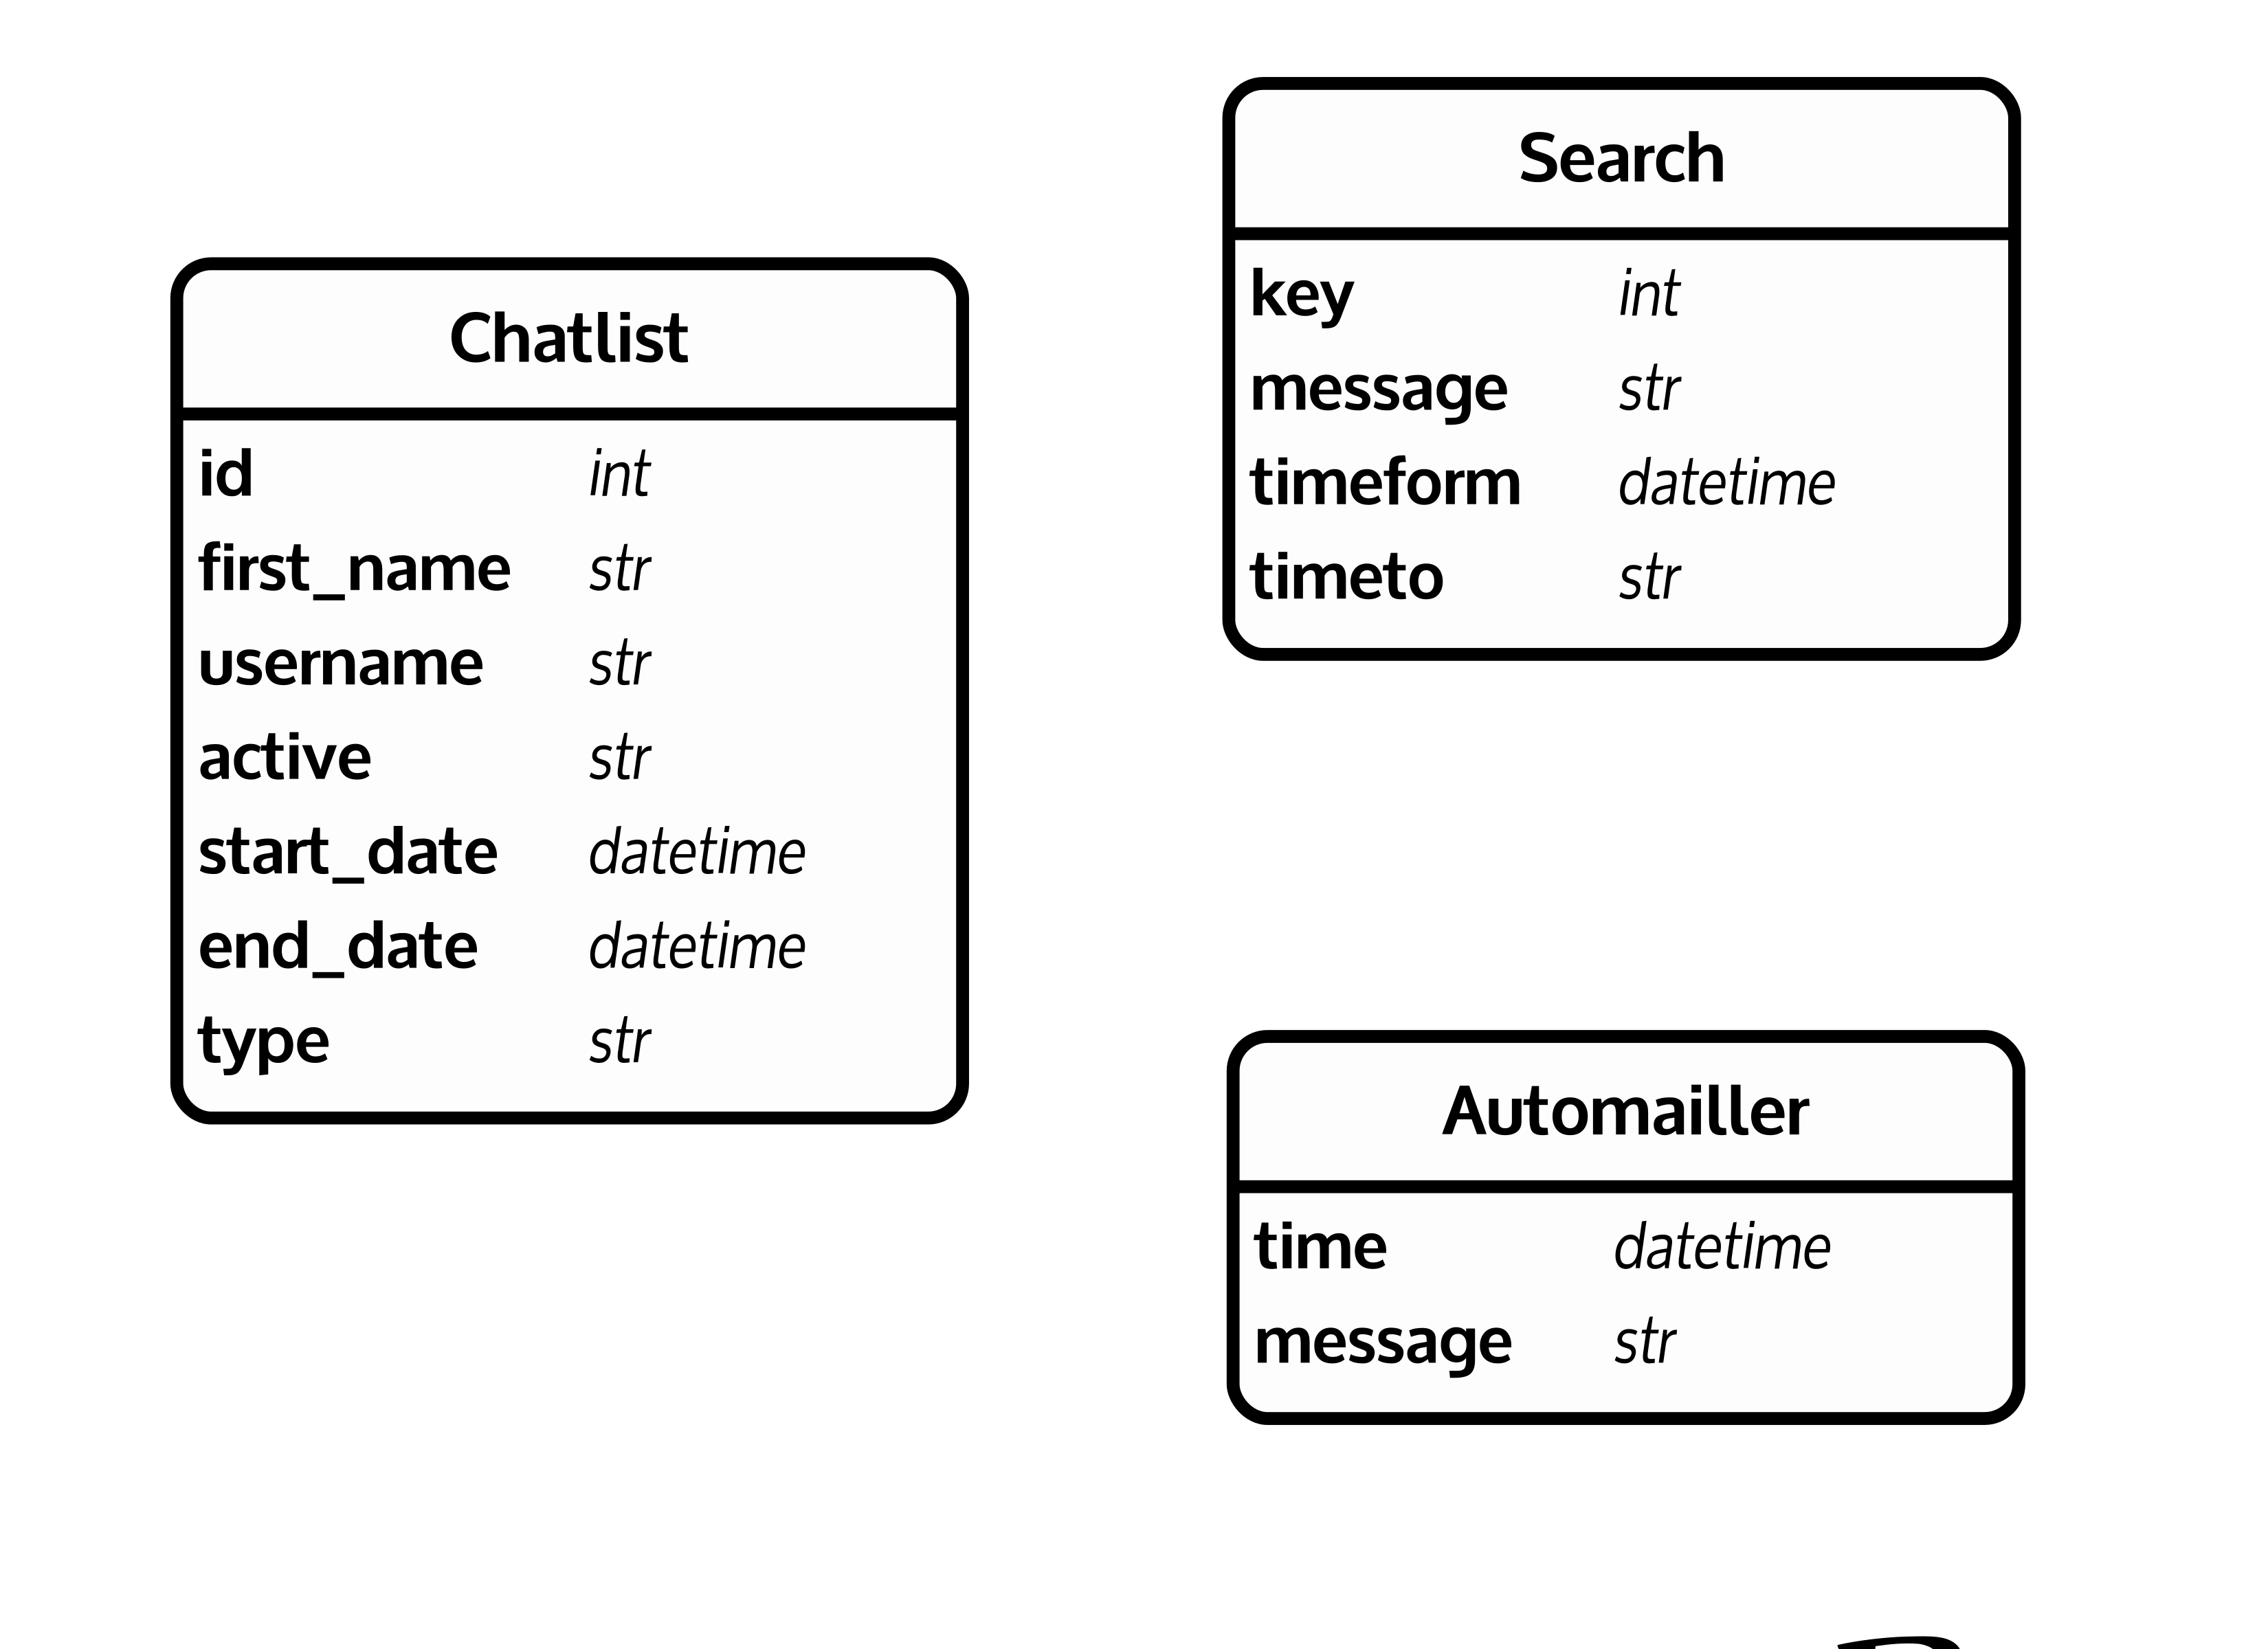 Chatlist
id int
first_name str
username str
active str
start_date datetime
end_date datetime
type str
Search
key int
message str
timeform datetime
timeto str
Automailler
time datetime
message str